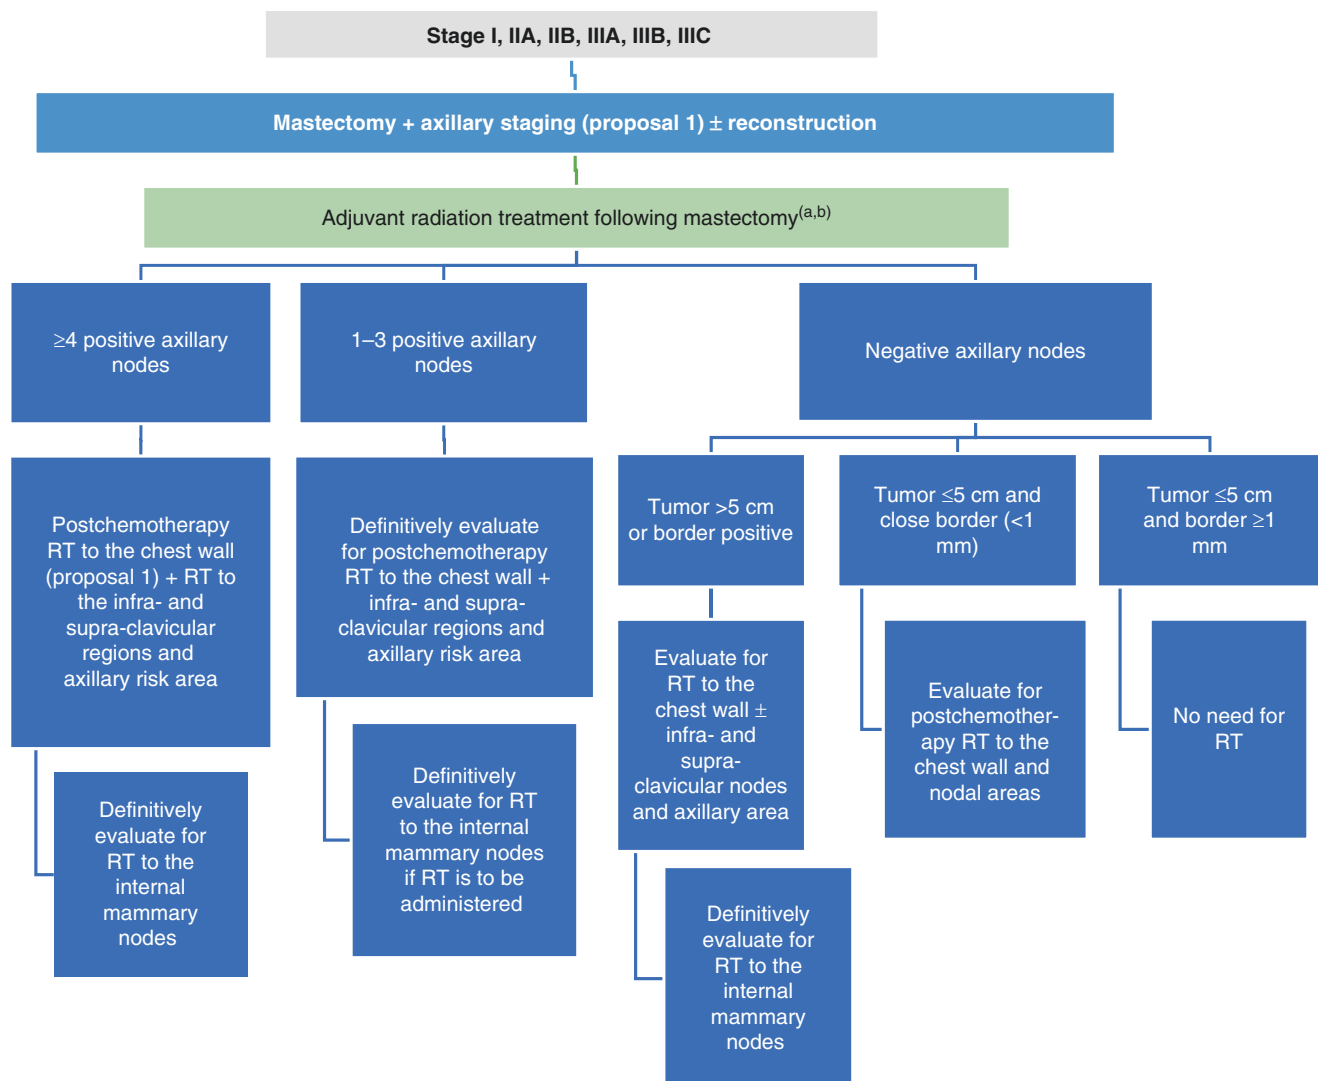 Stage I, IIA, IIB, IIIA, IIIB, IIIC
Mastectomy + axillary staging (proposal 1) ± reconstruction
Adjuvant radiation treatment following mastectomy(a,b)
≥4 positive axillary
nodes
1–3 positive axillary
nodes
Negative axillary nodes
Postchemotherapy
RT to the chest wall
(proposal 1) + RT to
the infra- and
supra-clavicular
regions and
axillary risk area
Definitively evaluate
for postchemotherapy
RT to the chest wall +
infra- and supra-
clavicular regions and
axillary risk area
Tumor >5 cm
or border positive
Tumor ≤5 cm and
close border (<1
mm)
Tumor ≤5 cm
and border ≥1
mm
Definitively
evaluate for
RT to the
internal
mammary
nodes
Definitively
evaluate for RT
to the internal
mammary nodes
if RT is to be
administered
Evaluate for
RT to the
chest wall ±
infra- and
supra-
clavicular nodes
and axillary area
Evaluate for
postchemother-
apy RT to the
chest wall and
nodal areas
No need for
RT
Definitively
evaluate for
RT to the
internal
mammary
nodes